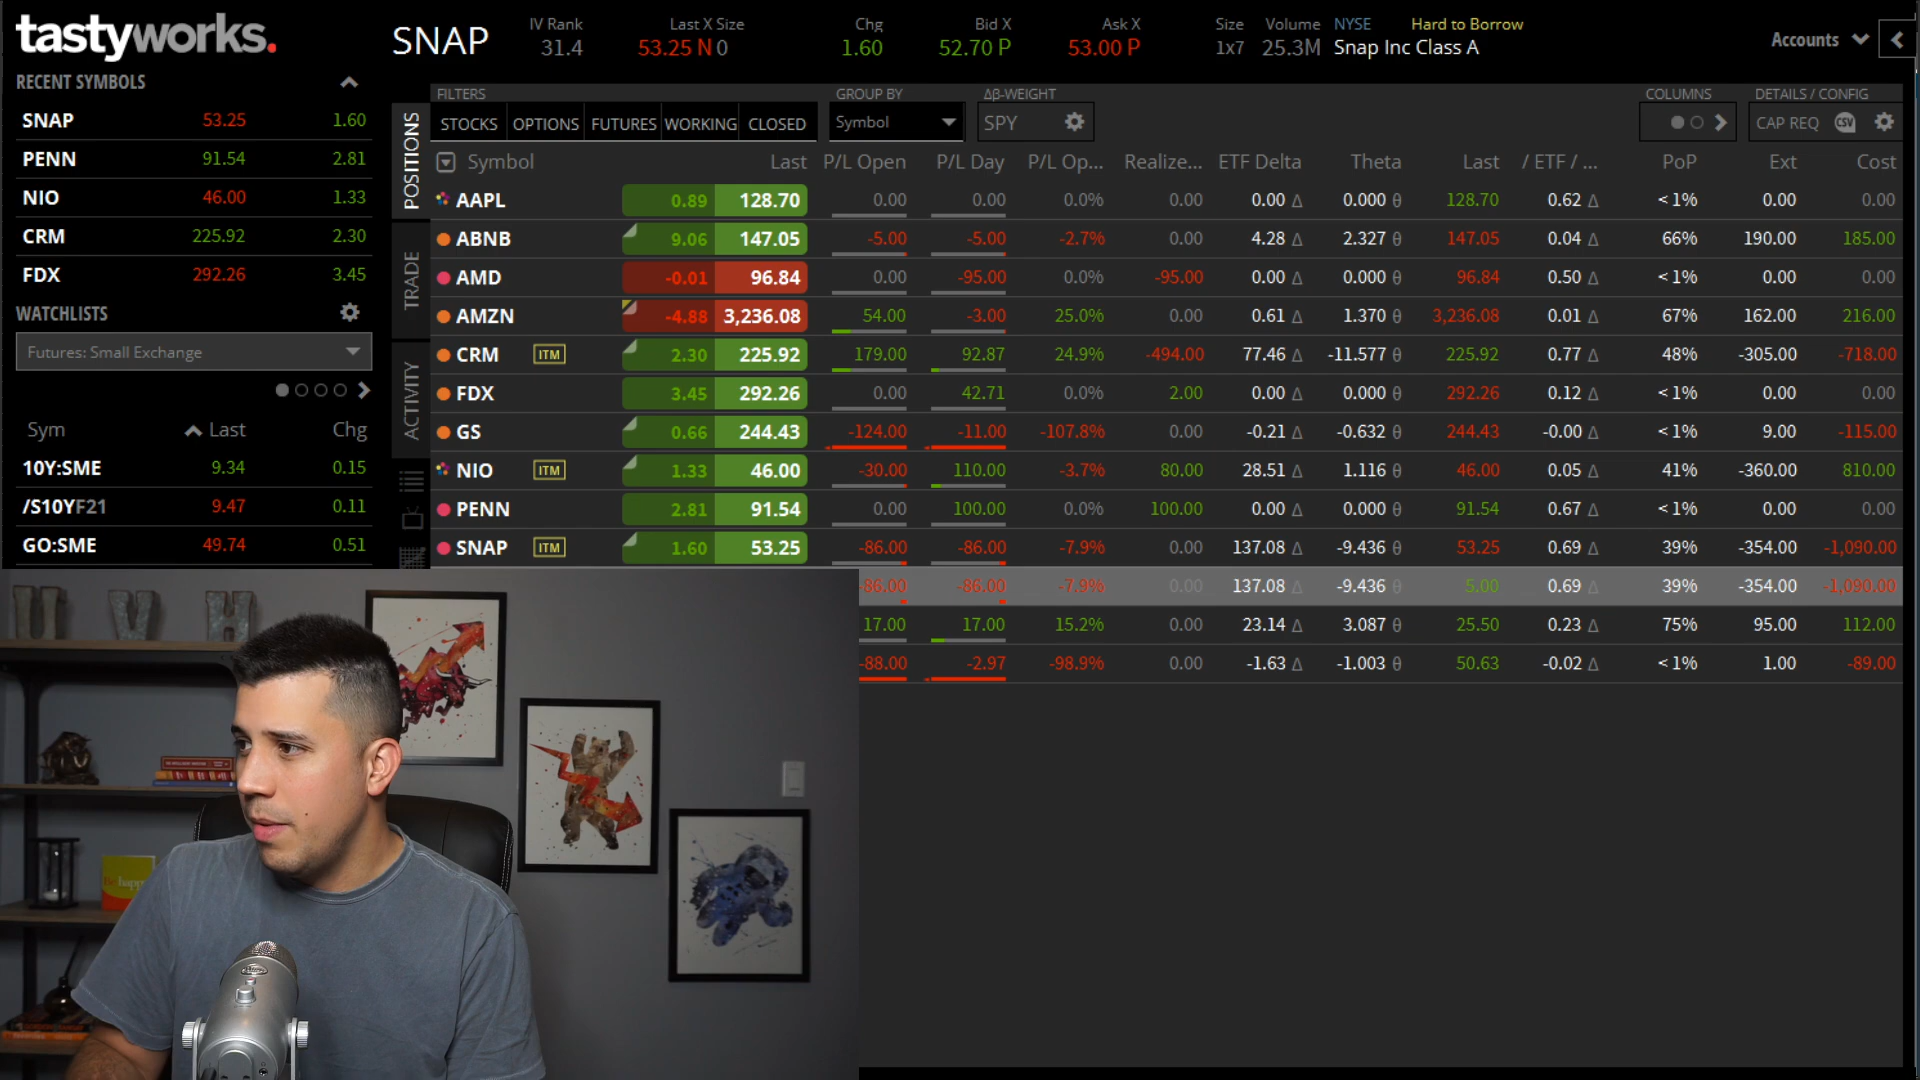 tastyworks.
SNAP
IV Rank
31.4
Last X Size
53.25 N 0
Chg
1.60
Bid X
52.70 P
Ask X
53.00 P
Size
1x7
Volume
25.3M
NYSE
Hard to Borrow
Snap Inc Class A
Accounts
RECENT SYMBOLS
SNAP 53.25 1.60
PENN 91.54 2.81
NIO 46.00 1.33
CRM 225.92 2.30
FDX 292.26 3.45
WATCHLISTS
Futures: Small Exchange
Sym Last Chg
10Y:SME 9.34 0.15
/S10YF21 9.47 0.11
GO:SME 49.74 0.51
POSITIONS
TRADE
ACTIVITY
FILTERS
STOCKS OPTIONS FUTURES WORKING CLOSED
GROUP BY
Symbol
Δβ-WEIGHT
SPY
COLUMNS
DETAILS / CONFIG
CAP REQ CSV
Symbol Last P/L Open P/L Day P/L Op... Realize... ETF Delta Theta Last / ETF / ... PoP Ext Cost
AAPL 0.89 128.70 0.00 0.00 0.0% 0.00 0.00 Δ 0.000 θ 128.70 0.62 Δ < 1% 0.00 0.00
ABNB 9.06 147.05 -5.00 -5.00 -2.7% 0.00 4.28 Δ 2.327 θ 147.05 0.04 Δ 66% 190.00 185.00
AMD -0.01 96.84 0.00 -95.00 0.0% -95.00 0.00 Δ 0.000 θ 96.84 0.50 Δ < 1% 0.00 0.00
AMZN -4.88 3,236.08 54.00 -3.00 25.0% 0.00 0.61 Δ 1.370 θ 3,236.08 0.01 Δ 67% 162.00 216.00
CRM ITM 2.30 225.92 179.00 92.87 24.9% -494.00 77.46 Δ -11.577 θ 225.92 0.77 Δ 48% -305.00 -718.00
FDX 3.45 292.26 0.00 42.71 0.0% 2.00 0.00 Δ 0.000 θ 292.26 0.12 Δ < 1% 0.00 0.00
GS 0.66 244.43 -124.00 -11.00 -107.8% 0.00 -0.21 Δ -0.632 θ 244.43 -0.00 Δ < 1% 9.00 -115.00
NIO ITM 1.33 46.00 -30.00 110.00 -3.7% 80.00 28.51 Δ 1.116 θ 46.00 0.05 Δ 41% -360.00 810.00
PENN 2.81 91.54 0.00 100.00 0.0% 100.00 0.00 Δ 0.000 θ 91.54 0.67 Δ < 1% 0.00 0.00
SNAP ITM 1.60 53.25 -86.00 -86.00 -7.9% 0.00 137.08 Δ -9.436 θ 53.25 0.69 Δ 39% -354.00 -1,090.00
-86.00 -86.00 -7.9% 0.00 137.08 Δ -9.436 θ 5.00 0.69 Δ 39% -354.00 -1,090.00
17.00 17.00 15.2% 0.00 23.14 Δ 3.087 θ 25.50 0.23 Δ 75% 95.00 112.00
-88.00 -2.97 -98.9% 0.00 -1.63 Δ -1.003 θ 50.63 -0.02 Δ < 1% 1.00 -89.00